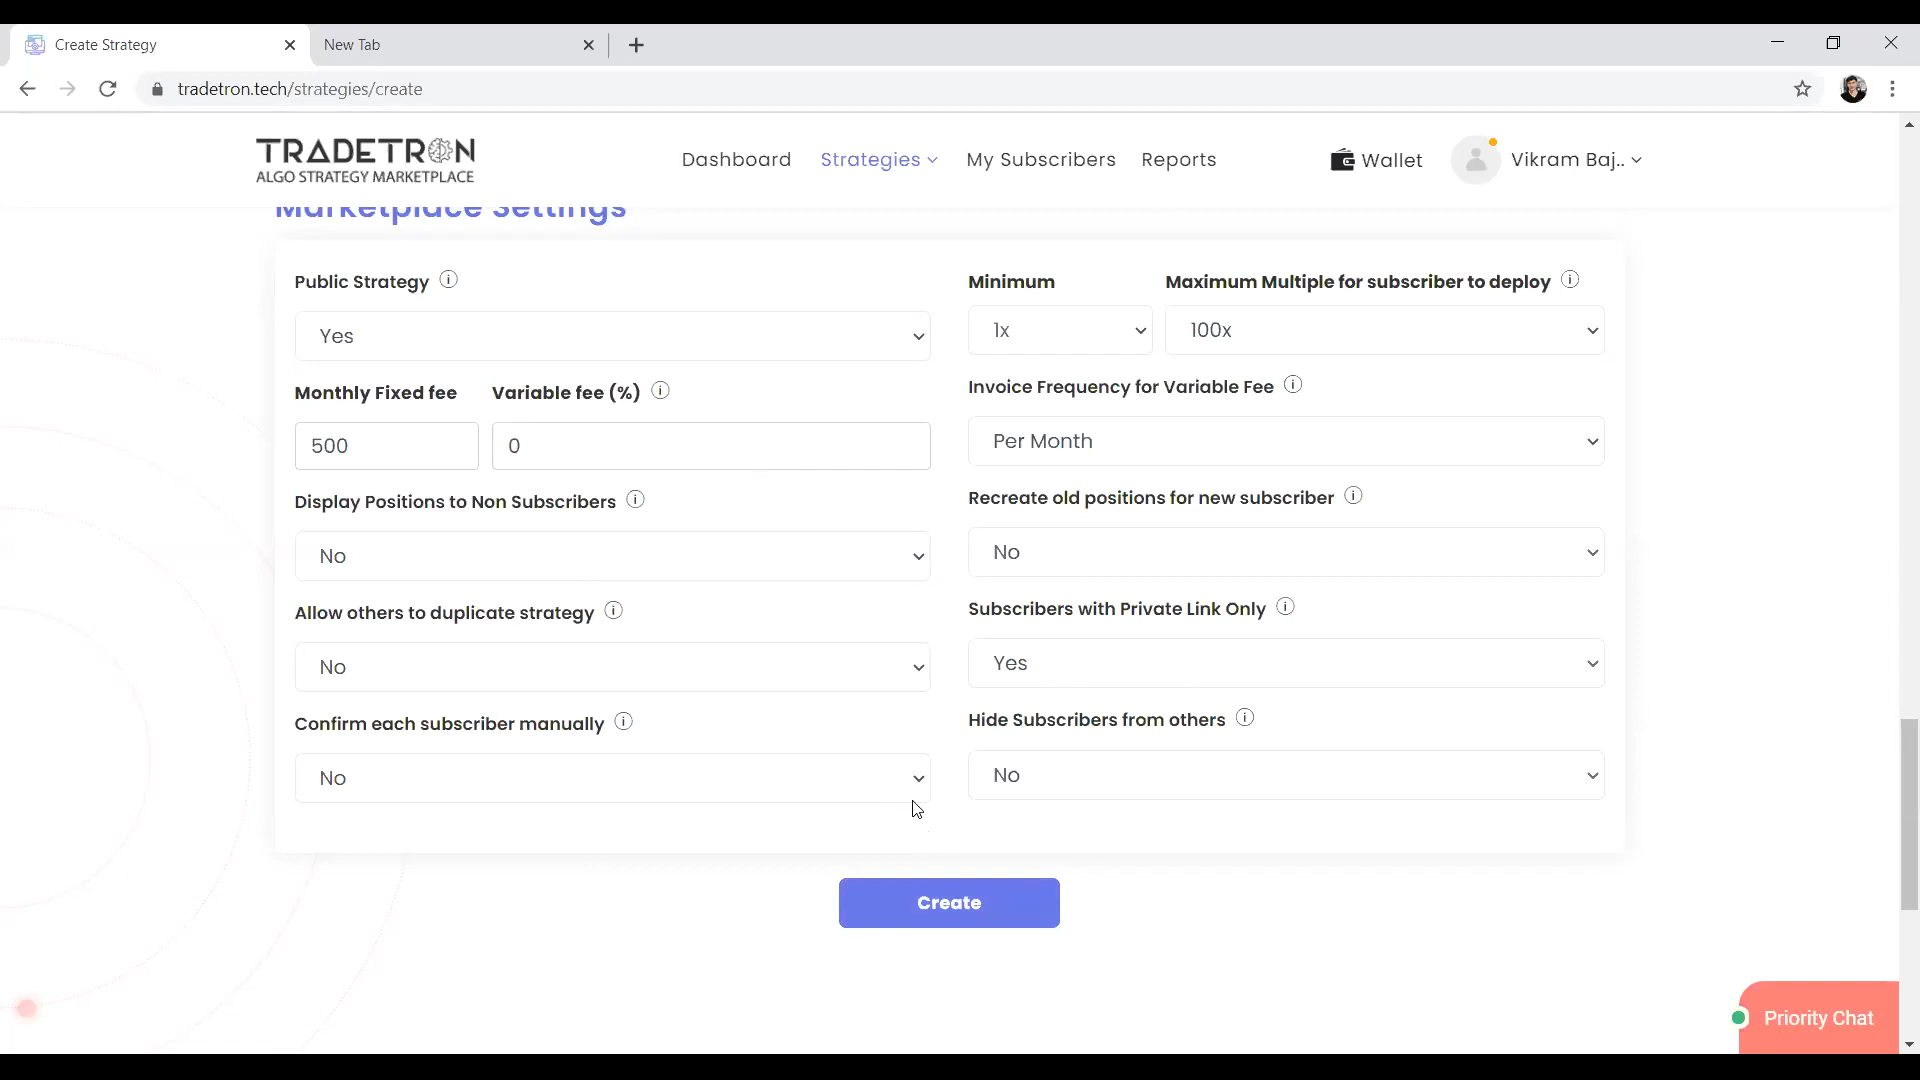 Create Strategy
New Tab
tradetron.tech/strategies/create
TRADETRON
ALGO STRATEGY MARKETPLACE
Dashboard
Strategies
My Subscribers
Reports
Wallet
Vikram Baj..
Marketplace Settings
Public Strategy
Yes
Minimum
1x
Maximum Multiple for subscriber to deploy
100x
Monthly Fixed fee
500
Variable fee (%)
0
Invoice Frequency for Variable Fee
Per Month
Display Positions to Non Subscribers
No
Recreate old positions for new subscriber
No
Allow others to duplicate strategy
No
Subscribers with Private Link Only
Yes
Confirm each subscriber manually
No
Hide Subscribers from others
No
Create
Priority Chat